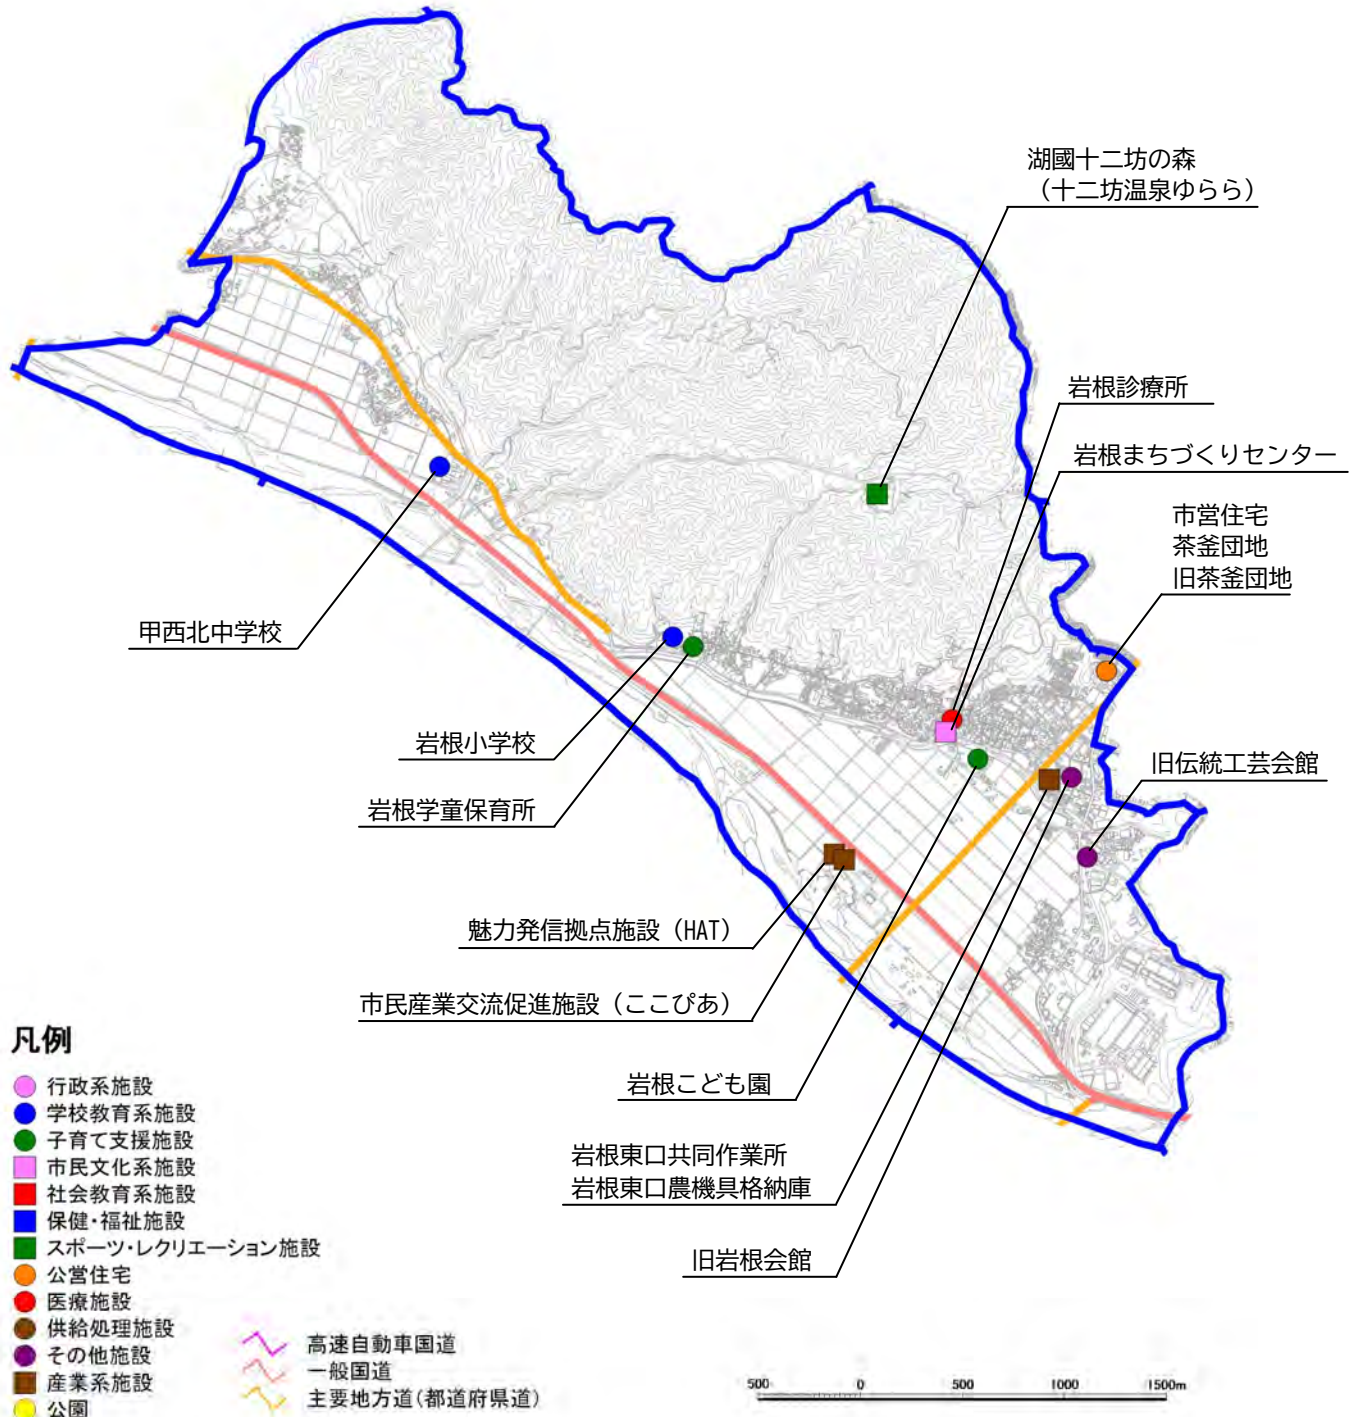 湖國十二坊の森
（十二坊温泉ゆらら）
岩根診療所
岩根まちづくりセンター
市営住宅
茶釜団地
旧茶釜団地
甲西北中学校
岩根小学校
旧伝統工芸会館
岩根学童保育所
魅力発信拠点施設（HAT）
市民産業交流促進施設（ここぴあ）
岩根こども園
岩根東口共同作業所
岩根東口農機具格納庫
旧岩根会館
凡例
行政系施設
学校教育系施設
子育て支援施設
市民文化系施設
社会教育系施設
保健・福祉施設
スポーツ・レクリエーション施設
公営住宅
医療施設
供給処理施設
その他施設
産業系施設
公園
高速自動車国道
一般国道
主要地方道(都道府県道)
500 0 500 1000 1500m